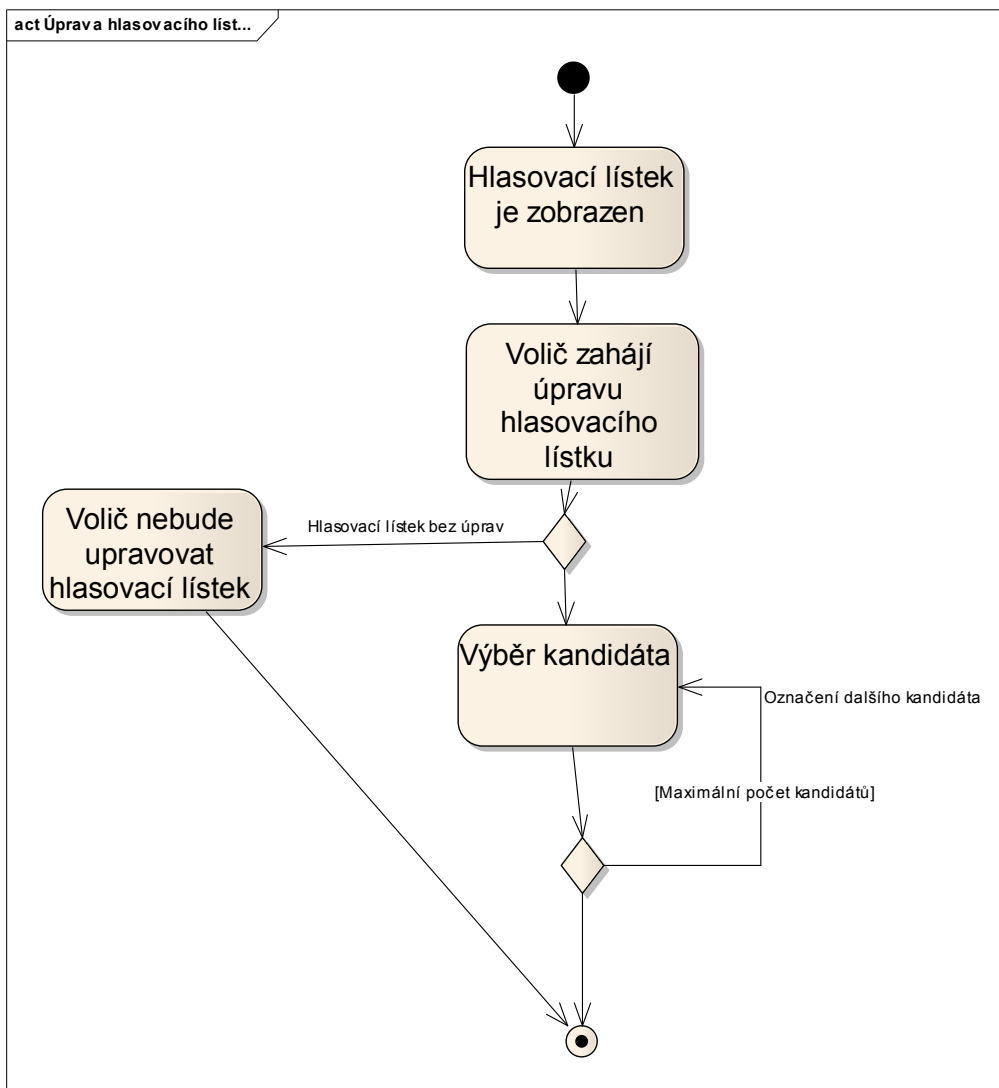 act Úprava hlasovacího líst...
Hlasovací lístek
je zobrazen
Volič zahájí
úpravu
hlasovacího
lístku
Hlasovací lístek bez úprav
Volič nebude
upravovat
hlasovací lístek
Výběr kandidáta
Označení dalšího kandidáta
[Maximální počet kandidátů]